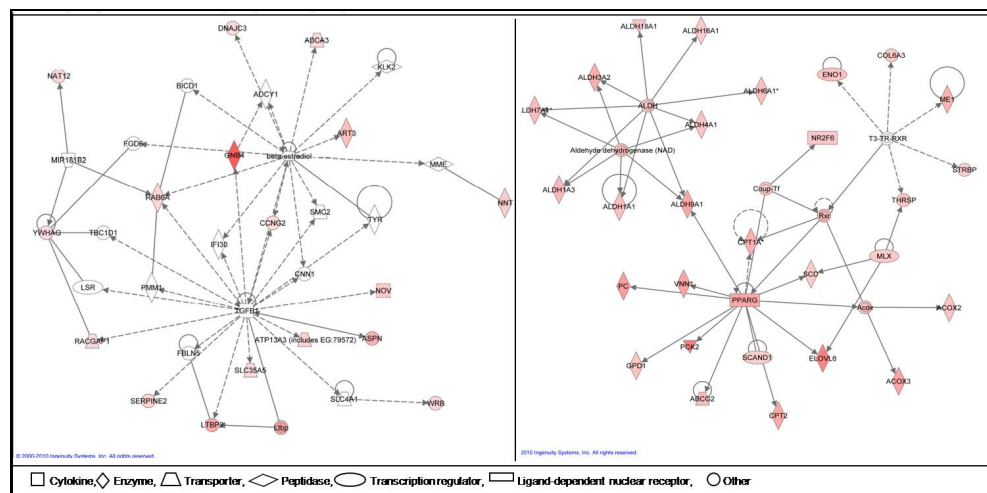 DNAJC3
ABCA3
KLK2
NAT12
BICD1
ADCY1
ART3
FGD5
GNB4
beta-estradiol
MIR181B2
MME
RAB6A
NNT
CCNG2
SMC2
TYR
YWHAG
TBC1D1
IFI30
CNN1
LSR
PMM1
NOV
TGFB1
RACGAP1
ATP13A3 (includes EG:79572)
ASPN
FBLN5
SLC35A5
SERPINE2
SLC4A1
WRB
LTBP2
Ltbp
© 2000-2010 Ingenuity Systems, Inc. All rights reserved.
ALDH18A1
ALDH16A1
COL6A3
ALDH3A2
ENO1
ALDH6A1*
ME1
LDH7A1*
ALDH
ALDH4A1
NR2F6
T3-TR-RXR
Aldehyde dehydrogenase (NAD)
STRBP
ALDH1A3
ALDH1A1
ALDH9A1
Coup-Tf
THRSP
Rxr
CPT1A*
MLX
SCD
PC
VNN1
PPARG
Acox
ACOX2
PCK2
SCAND1
ELOVL6
GPD1
ACOX3
ABCG2
CPT2
2010 Ingenuity Systems, Inc. All rights reserved.
Cytokine, Enzyme, Transporter, Peptidase, Transcription regulator, Ligand-dependent nuclear receptor, Other